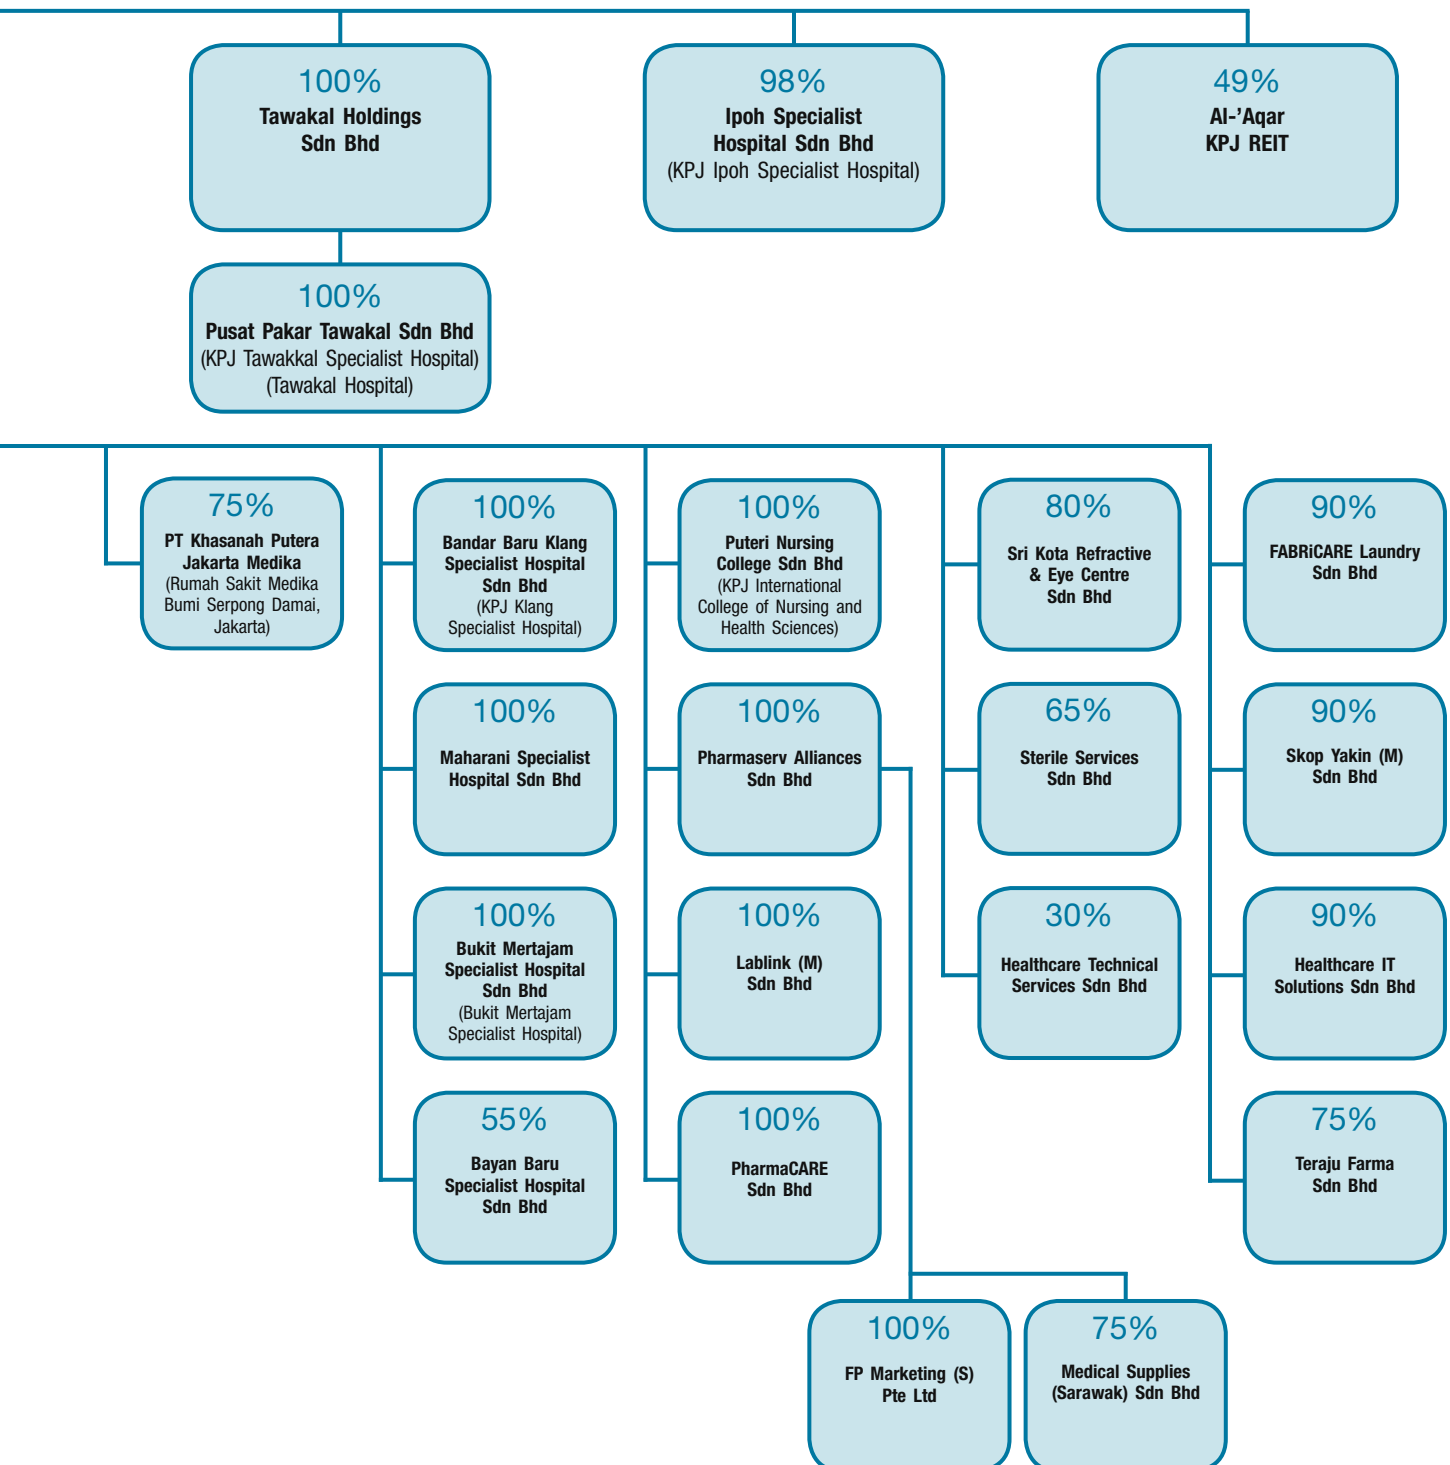 100%
Tawakal Holdings
Sdn Bhd
98%
Ipoh Specialist
Hospital Sdn Bhd
(KPJ Ipoh Specialist Hospital)
49%
Al-’Aqar
KPJ REIT
100%
Pusat Pakar Tawakal Sdn Bhd
(KPJ Tawakkal Specialist Hospital)
(Tawakal Hospital)
75%
PT Khasanah Putera
Jakarta Medika
(Rumah Sakit Medika
Bumi Serpong Damai,
Jakarta)
100%
Bandar Baru Klang
Specialist Hospital
Sdn Bhd
(KPJ Klang
Specialist Hospital)
100%
Puteri Nursing
College Sdn Bhd
(KPJ International
College of Nursing and
Health Sciences)
80%
Sri Kota Refractive
& Eye Centre
Sdn Bhd
90%
FABRiCARE Laundry
Sdn Bhd
100%
Maharani Specialist
Hospital Sdn Bhd
100%
Pharmaserv Alliances
Sdn Bhd
65%
Sterile Services
Sdn Bhd
90%
Skop Yakin (M)
Sdn Bhd
100%
Bukit Mertajam
Specialist Hospital
Sdn Bhd
(Bukit Mertajam
Specialist Hospital)
100%
Lablink (M)
Sdn Bhd
30%
Healthcare Technical
Services Sdn Bhd
90%
Healthcare IT
Solutions Sdn Bhd
55%
Bayan Baru
Specialist Hospital
Sdn Bhd
100%
PharmaCARE
Sdn Bhd
75%
Teraju Farma
Sdn Bhd
100%
FP Marketing (S)
Pte Ltd
75%
Medical Supplies
(Sarawak) Sdn Bhd